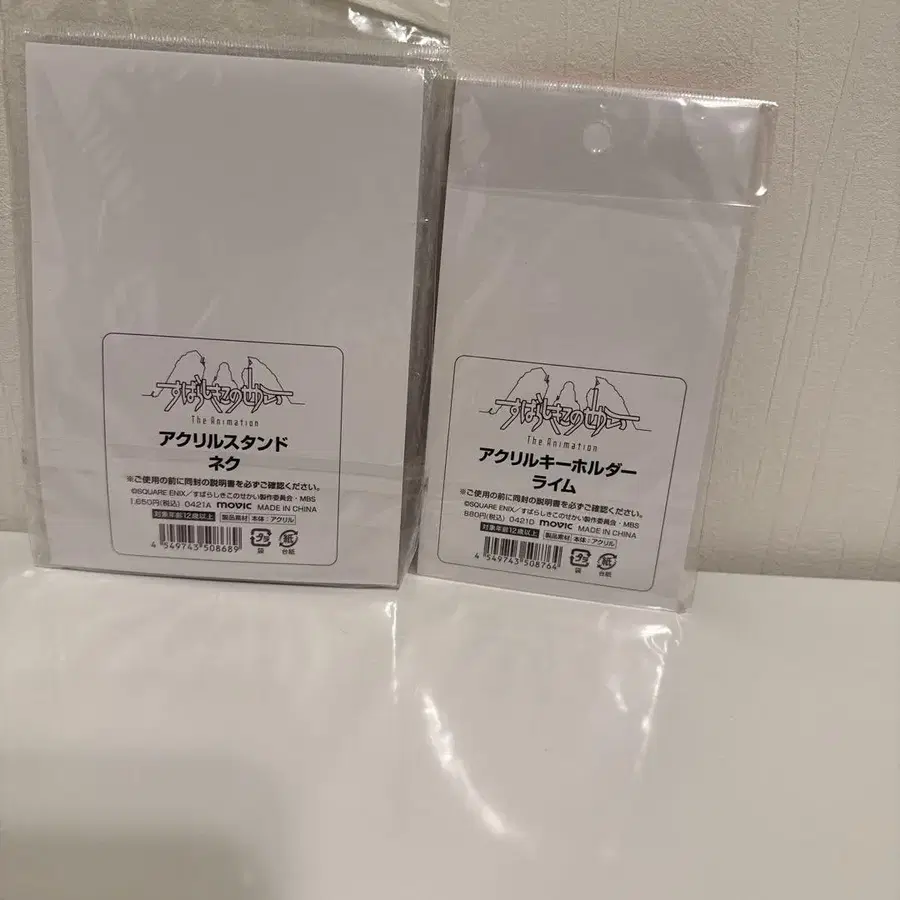 すばらしきこのせかい
The Animation
アクリルスタンド
ネク
※ご使用の前に同封の説明書を必ずご確認ください。
©SQUARE ENIX／すばらしきこのせかい製作委員会・MBS
1,650円(税込) 0421A movic MADE IN CHINA
対象年齢12歳以上 製品素材 本体：アクリル
4 549743 508689
プラ 袋
紙 台紙
すばらしきこのせかい
The Animation
アクリルキーホルダー
ライム
※ご使用の前に同封の説明書を必ずご確認ください。
©SQUARE ENIX／すばらしきこのせかい製作委員会・MBS
880円(税込) 0421D movic MADE IN CHINA
対象年齢12歳以上 製品素材 本体：アクリル
4 549743 508764
プラ 袋
紙 台紙